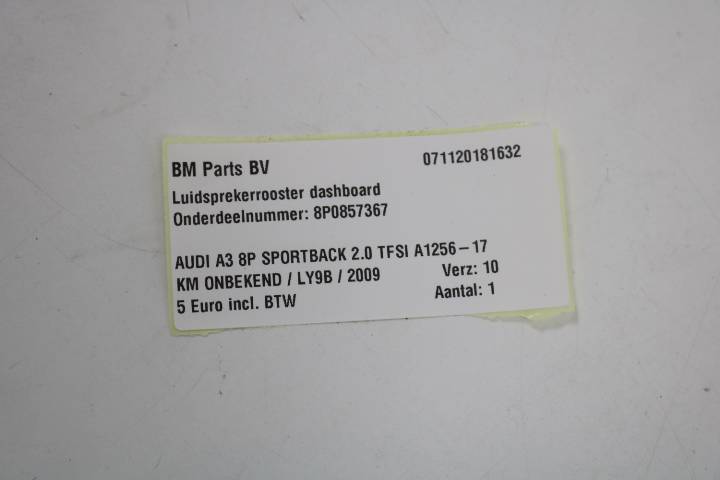 BM Parts BV 071120181632
Luidsprekerrooster dashboard
Onderdeelnummer: 8P0857367
AUDI A3 8P SPORTBACK 2.0 TFSI A1256-17
KM ONBEKEND / LY9B / 2009 Verz: 10
5 Euro incl. BTW Aantal: 1